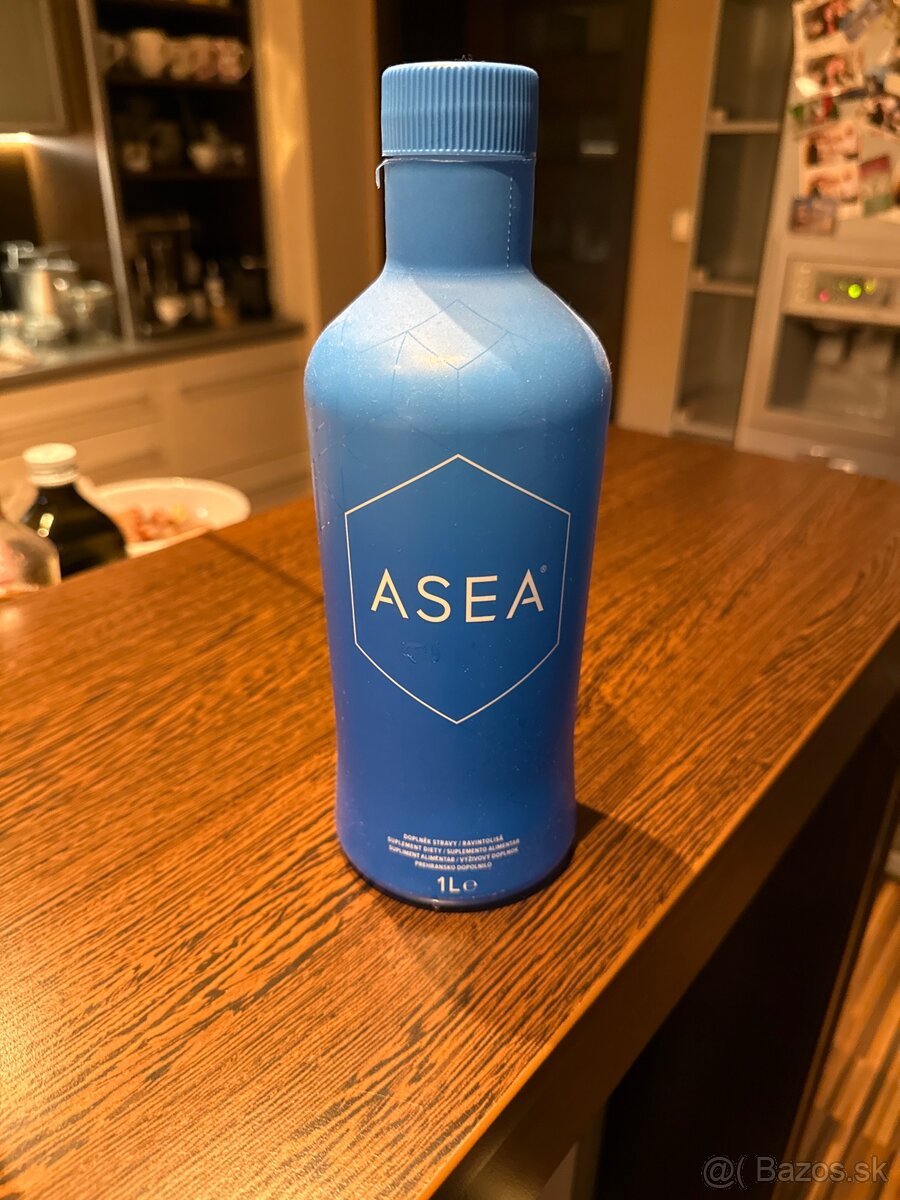 ASEA®
DOPLNĚK STRAVY / RAVINTOLISÄ
SUPLEMENT DIETY / SUPLEMENTO ALIMENTAR
SUPLIMENT ALIMENTAR / VÝŽIVOVÝ DOPLNOK
PREHRANSKO DOPOLNILO
1L ℮
@( Bazos.sk